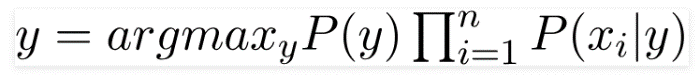 y = argmax_y P(y) ∏_{i=1}^{n} P(x_i|y)